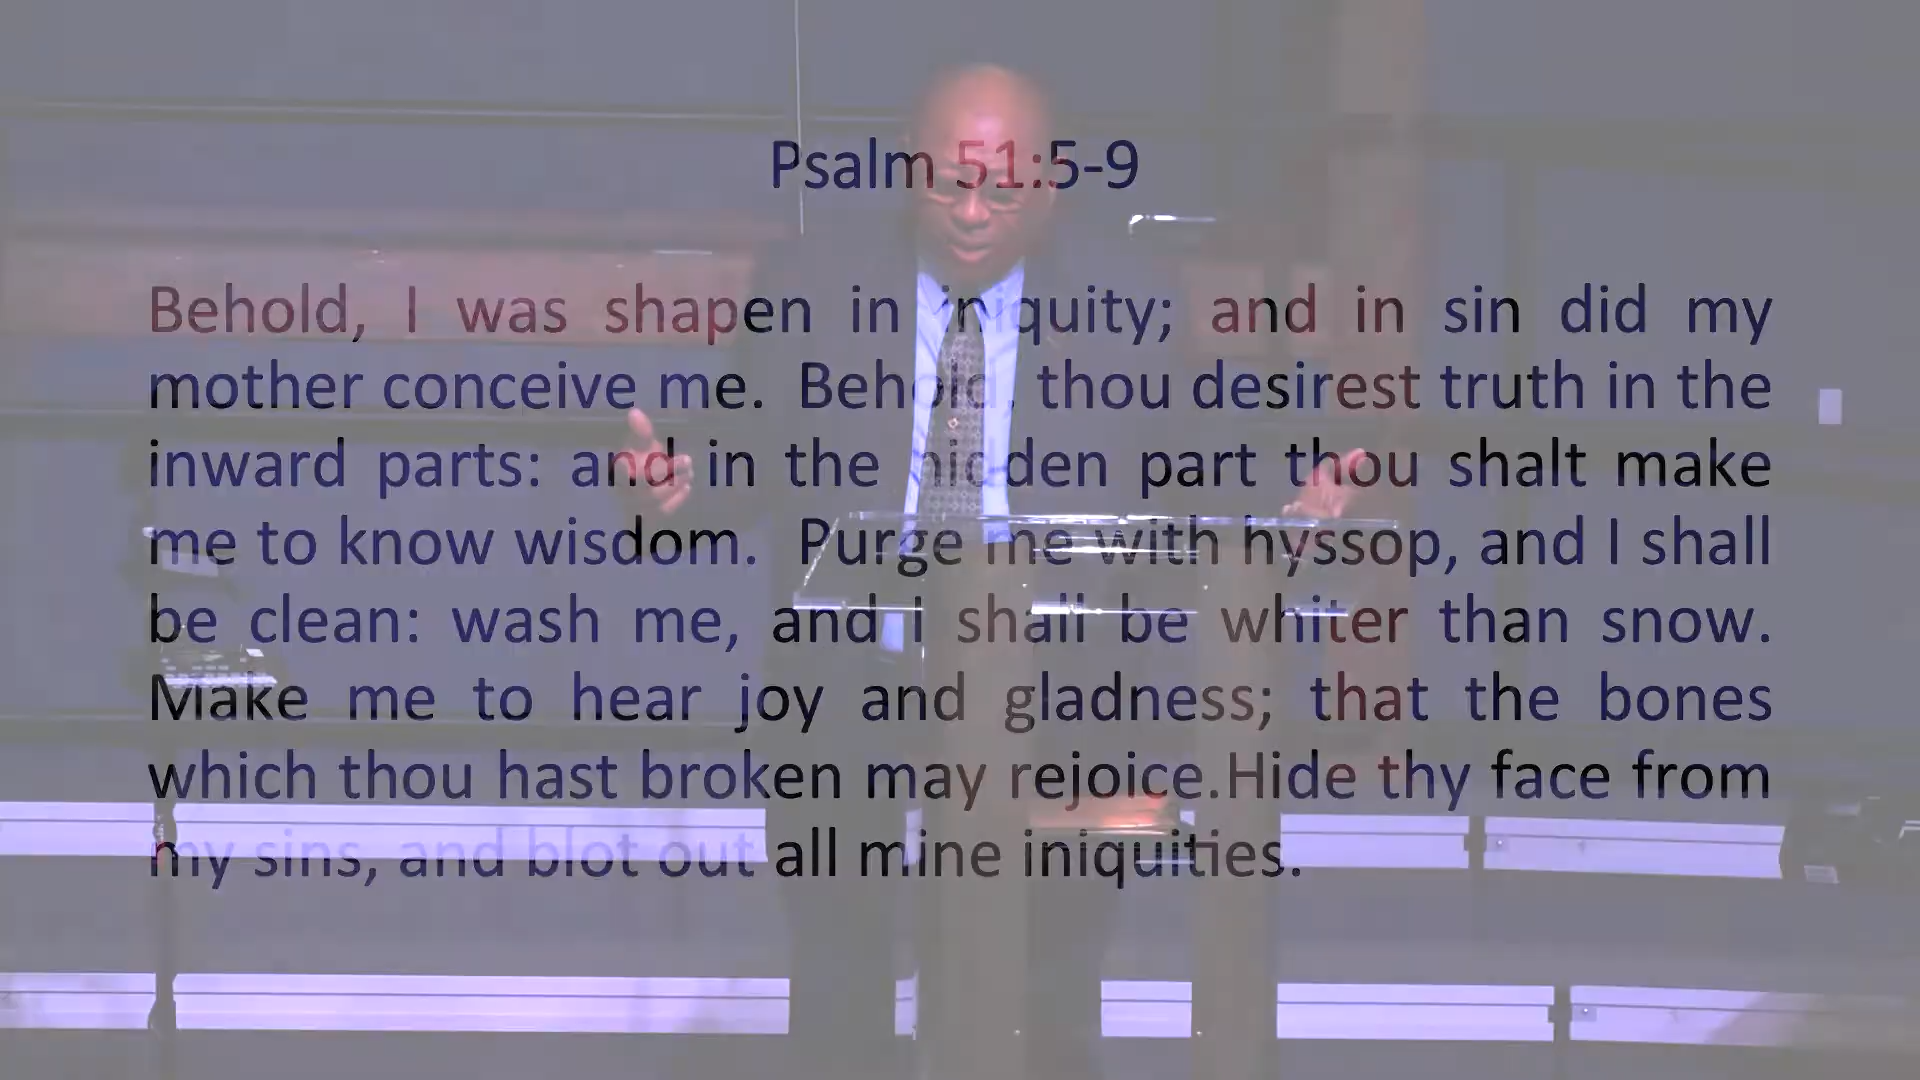 Psalm 51:5-9
Behold, I was shapen in iniquity; and in sin did my
mother conceive me. Behold, thou desirest truth in the
inward parts: and in the hidden part thou shalt make
me to know wisdom. Purge me with hyssop, and I shall
be clean: wash me, and I shall be whiter than snow.
Make me to hear joy and gladness; that the bones
which thou hast broken may rejoice.Hide thy face from
my sins, and blot out all mine iniquities.